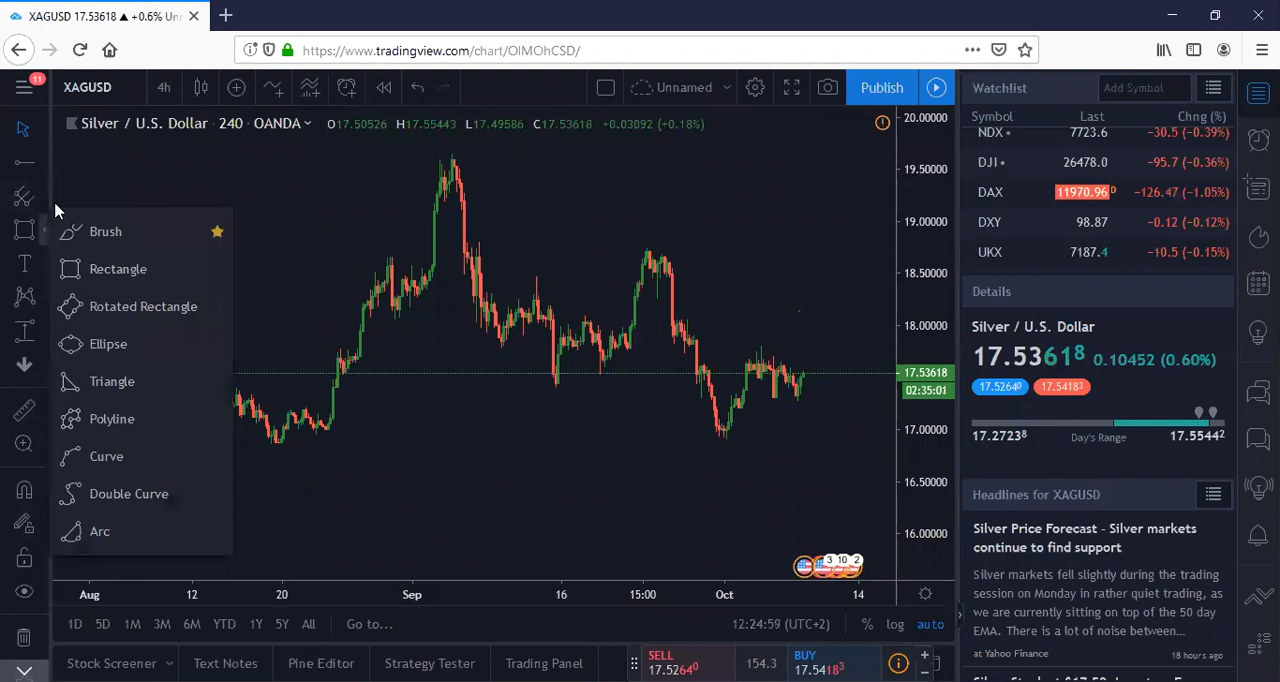 XAGUSD 17.53618 ▲ +0.6% Unn
https://www.tradingview.com/chart/OIMOhCSD/
11
XAGUSD 4h Unnamed Publish
Silver / U.S. Dollar · 240 · OANDA O17.50526 H17.55443 L17.49586 C17.53618 +0.03092 (+0.18%)
Brush
Rectangle
Rotated Rectangle
Ellipse
Triangle
Polyline
Curve
Double Curve
Arc
20.00000
19.50000
19.00000
18.50000
18.00000
17.53618
02:35:01
17.00000
16.50000
16.00000
3 10 2
Aug 12 20 Sep 16 15:00 Oct 14
1D 5D 1M 3M 6M YTD 1Y 5Y All Go to... 12:24:59 (UTC+2) % log auto
Stock Screener Text Notes Pine Editor Strategy Tester Trading Panel
SELL
17.5264⁰
154.3
BUY
17.5418³
Watchlist Add Symbol
Symbol Last Chng (%)
NDX 7723.6 −30.5 (−0.39%)
DJI 26478.0 −95.7 (−0.36%)
DAX 11970.96 D −126.47 (−1.05%)
DXY 98.87 −0.12 (−0.12%)
UKX 7187.4 −10.5 (−0.15%)
Details
Silver / U.S. Dollar
17.5361⁸ 0.10452 (0.60%)
17.5264⁰ 17.5418³
17.2723⁸ Day's Range 17.5544²
Headlines for XAGUSD
Silver Price Forecast - Silver markets
continue to find support
Silver markets fell slightly during the trading
session on Monday in rather quiet trading, as
we are currently sitting on top of the 50 day
EMA. There is a lot of noise between...
at Yahoo Finance 18 hours ago